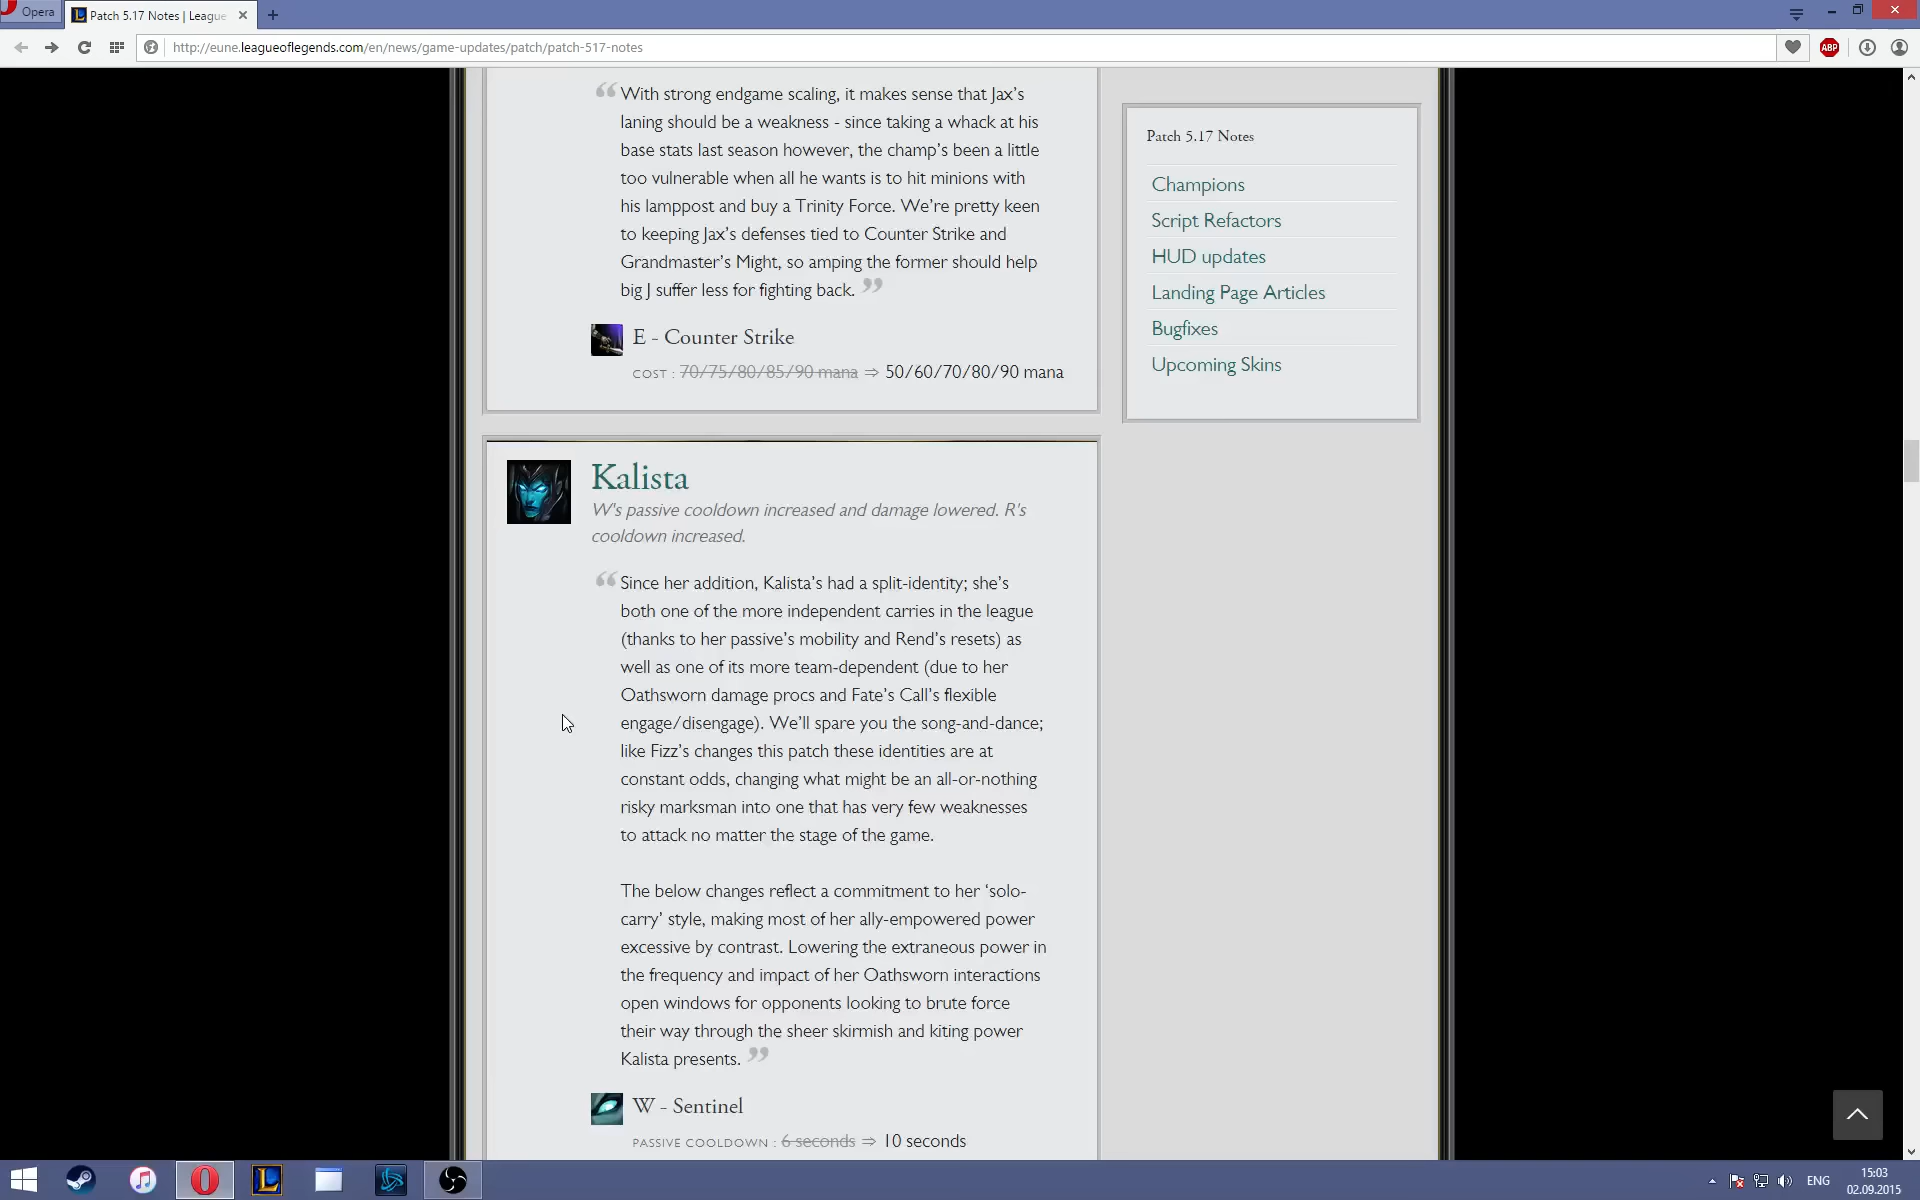 Opera
Patch 5.17 Notes | League
http://eune.leagueoflegends.com/en/news/game-updates/patch/patch-517-notes
ABP
With strong endgame scaling, it makes sense that Jax’s
laning should be a weakness - since taking a whack at his
base stats last season however, the champ’s been a little
too vulnerable when all he wants is to hit minions with
his lamppost and buy a Trinity Force. We’re pretty keen
to keeping Jax’s defenses tied to Counter Strike and
Grandmaster’s Might, so amping the former should help
big J suffer less for fighting back.
E - Counter Strike
COST : 70/75/80/85/90 mana ⇒ 50/60/70/80/90 mana
Kalista
W's passive cooldown increased and damage lowered. R's
cooldown increased.
Since her addition, Kalista’s had a split-identity; she’s
both one of the more independent carries in the league
(thanks to her passive’s mobility and Rend’s resets) as
well as one of its more team-dependent (due to her
Oathsworn damage procs and Fate’s Call’s flexible
engage/disengage). We’ll spare you the song-and-dance;
like Fizz’s changes this patch these identities are at
constant odds, changing what might be an all-or-nothing
risky marksman into one that has very few weaknesses
to attack no matter the stage of the game.
The below changes reflect a commitment to her ‘solo-
carry’ style, making most of her ally-empowered power
excessive by contrast. Lowering the extraneous power in
the frequency and impact of her Oathsworn interactions
open windows for opponents looking to brute force
their way through the sheer skirmish and kiting power
Kalista presents.
W - Sentinel
PASSIVE COOLDOWN : 6 seconds ⇒ 10 seconds
Patch 5.17 Notes
Champions
Script Refactors
HUD updates
Landing Page Articles
Bugfixes
Upcoming Skins
ENG
15:03
02.09.2015